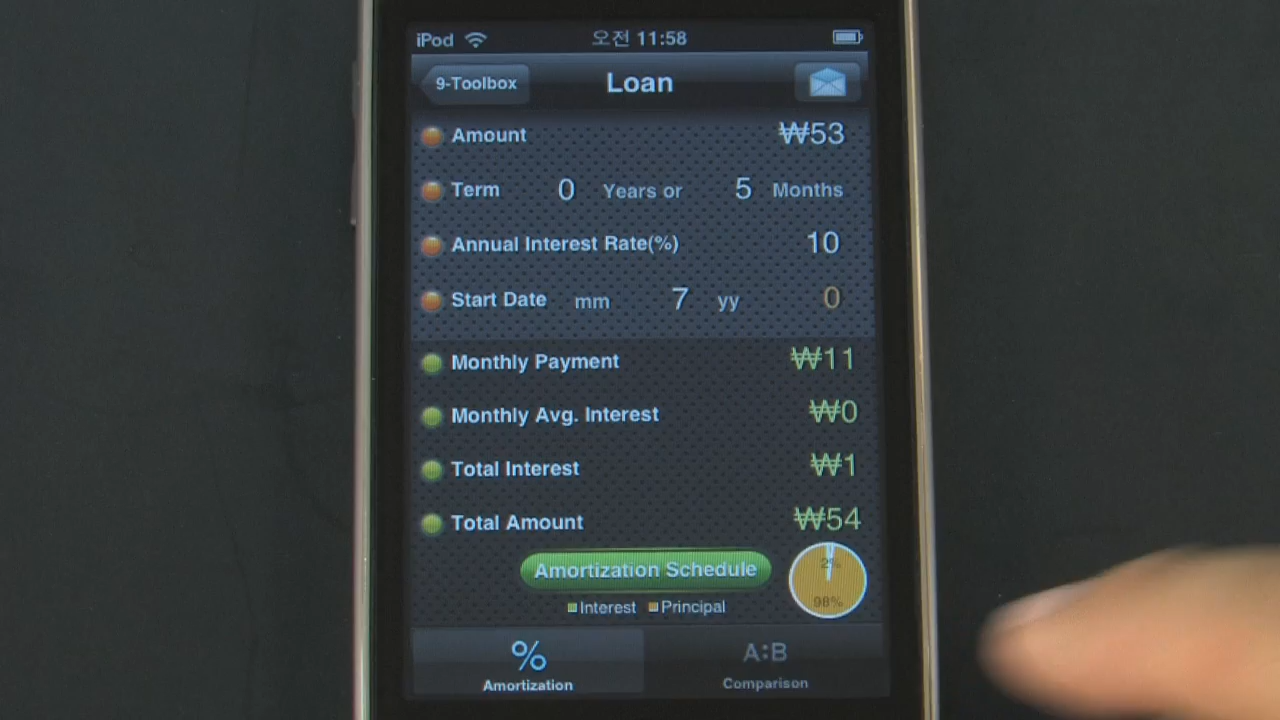 iPod 오전 11:58
9-Toolbox Loan
Amount ₩53
Term 0 Years or 5 Months
Annual Interest Rate(%) 10
Start Date mm 7 yy 0
Monthly Payment ₩11
Monthly Avg. Interest ₩0
Total Interest ₩1
Total Amount ₩54
2%
Amortization Schedule
98%
Interest Principal
% A:B
Amortization Comparison